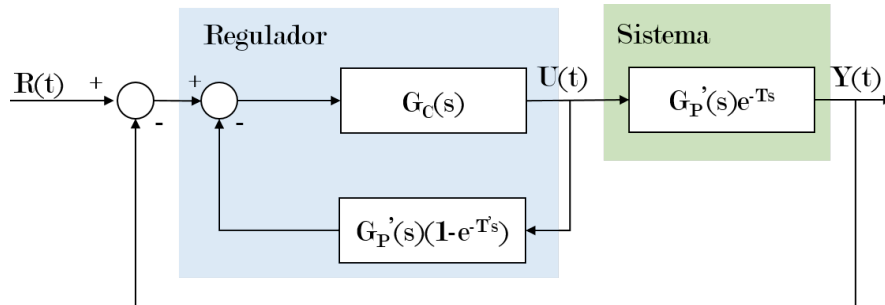 Regulador
Sistema
R(t)
+
+
U(t)
Y(t)
G_C(s)
G_P'(s)e^{-Ts}
-
-
G_P'(s)(1-e^{-T's})